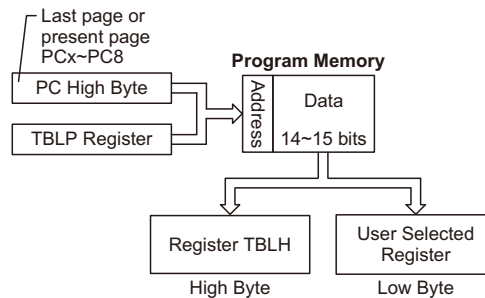 Last page or
present page
PCx~PC8
Program Memory
PC High Byte
TBLP Register
Address
Data
14~15 bits
Register TBLH
User Selected
Register
High Byte
Low Byte